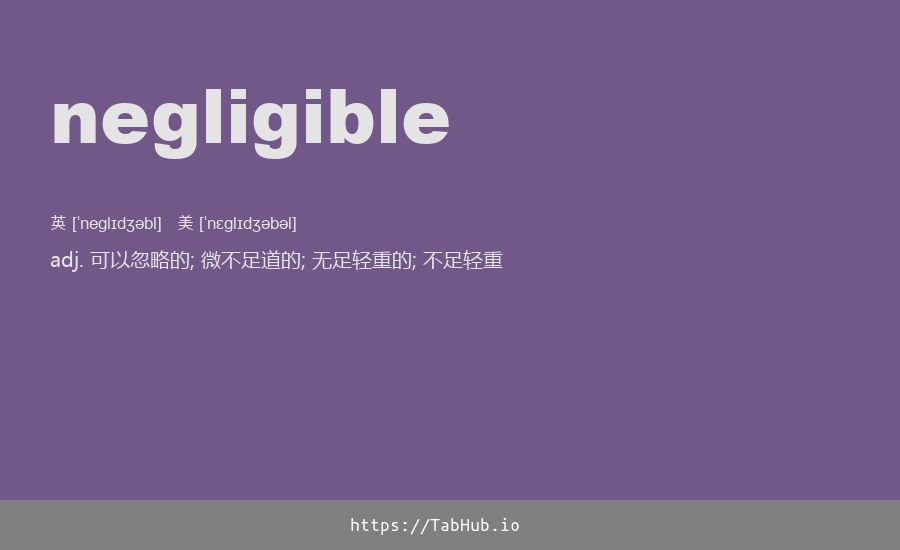 negligible
英 ['neglɪdʒəbl] 美 ['nɛɡlɪdʒəbəl]
adj. 可以忽略的; 微不足道的; 无足轻重的; 不足轻重
https://TabHub.io